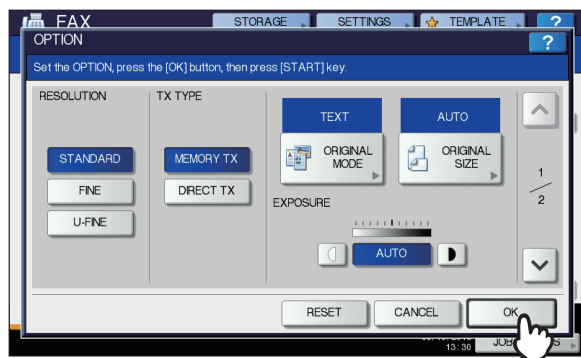 FAX
STORAGE
SETTINGS
TEMPLATE
?
OPTION
?
Set the OPTION, press the [OK] button, then press [START] key.
RESOLUTION
TX TYPE
TEXT
AUTO
STANDARD
MEMORY TX
ORIGINAL
MODE
ORIGINAL
SIZE
FINE
DIRECT TX
1
2
EXPOSURE
U-FINE
AUTO
RESET
CANCEL
OK
13:30
JOB
S